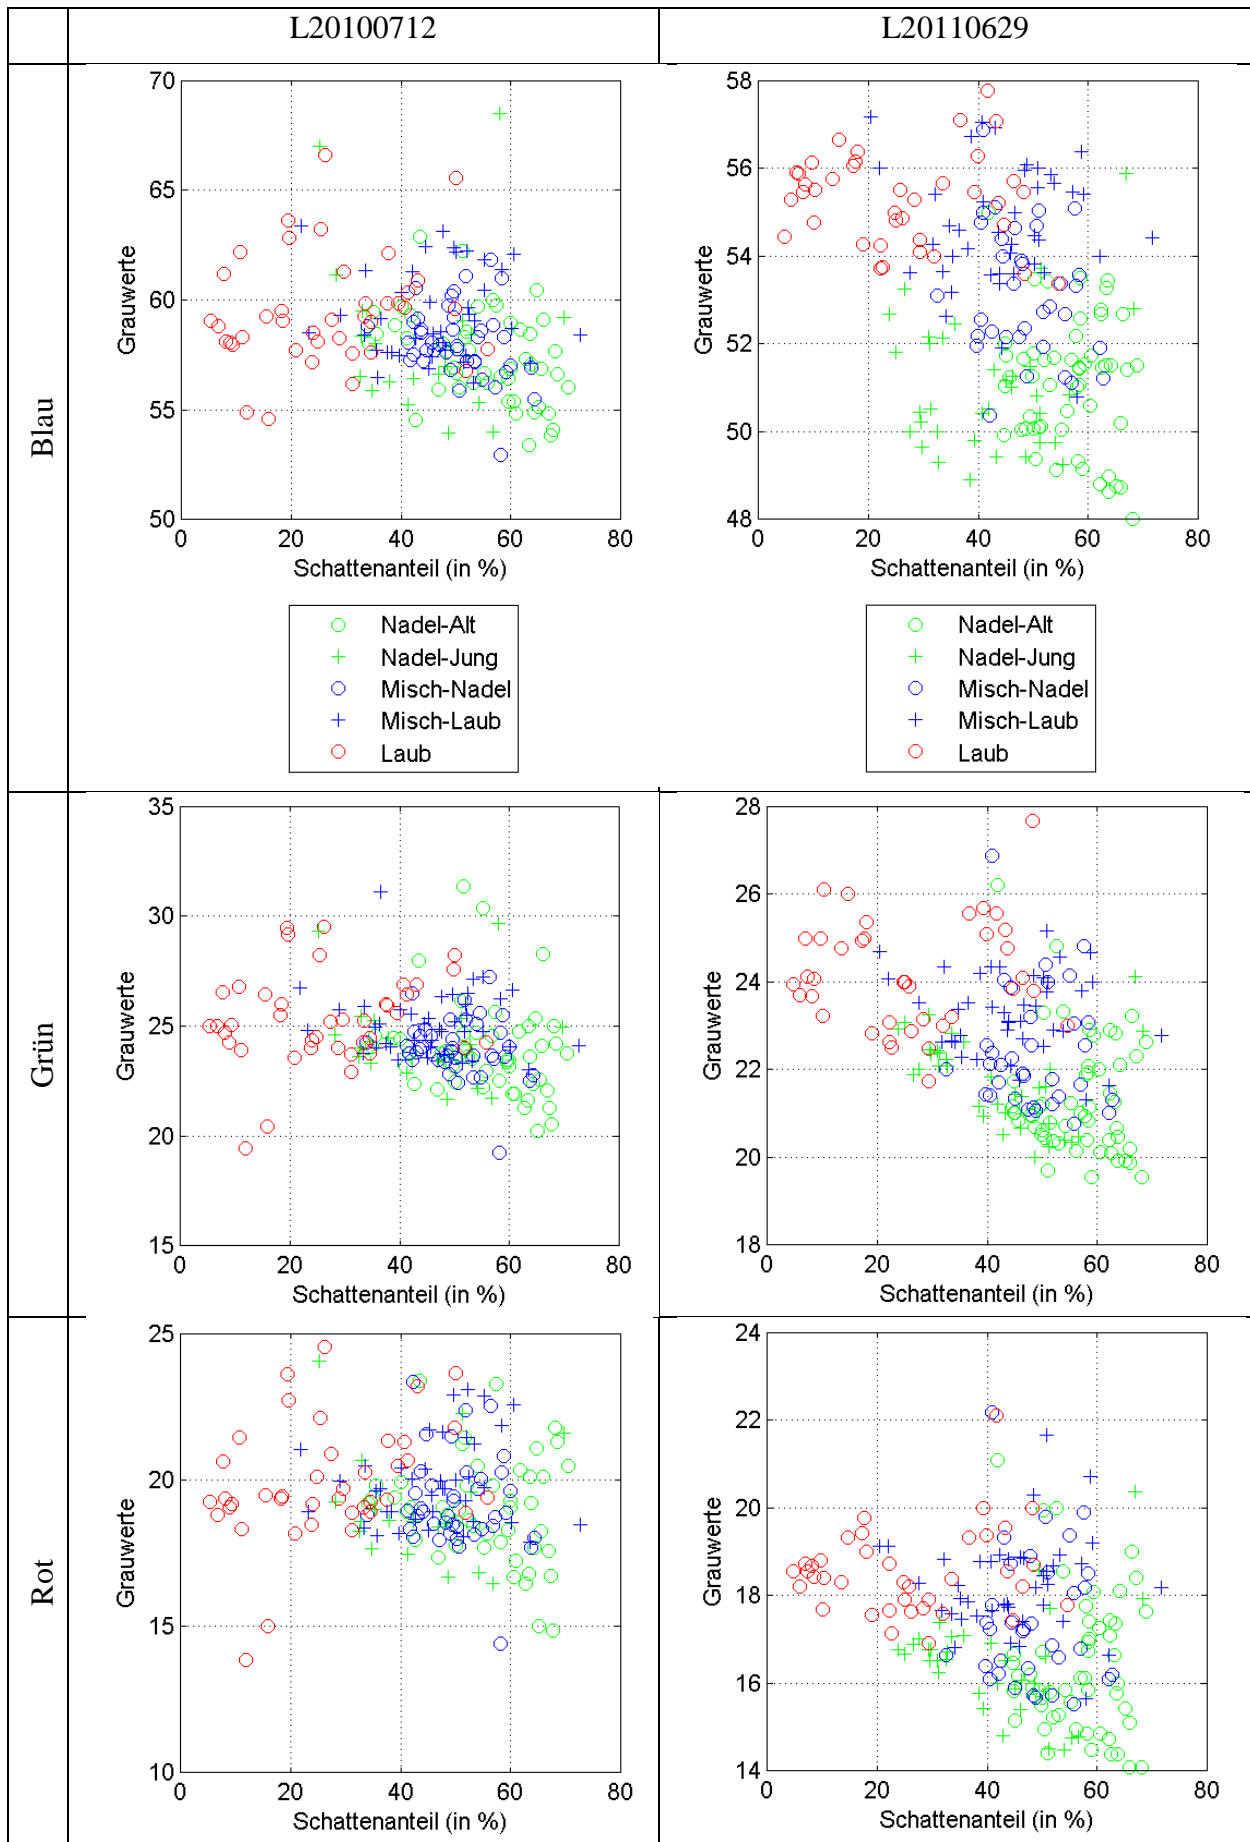 L20100712 L20110629
Blau
70
65
60
55
50
Grauwerte
0 20 40 60 80
Schattenanteil (in %)
58
56
54
52
50
48
Grauwerte
0 20 40 60 80
Schattenanteil (in %)
Nadel-Alt
Nadel-Jung
Misch-Nadel
Misch-Laub
Laub
Nadel-Alt
Nadel-Jung
Misch-Nadel
Misch-Laub
Laub
Grün
35
30
25
20
15
Grauwerte
0 20 40 60 80
Schattenanteil (in %)
28
26
24
22
20
18
Grauwerte
0 20 40 60 80
Schattenanteil (in %)
Rot
25
20
15
10
Grauwerte
0 20 40 60 80
Schattenanteil (in %)
24
22
20
18
16
14
Grauwerte
0 20 40 60 80
Schattenanteil (in %)